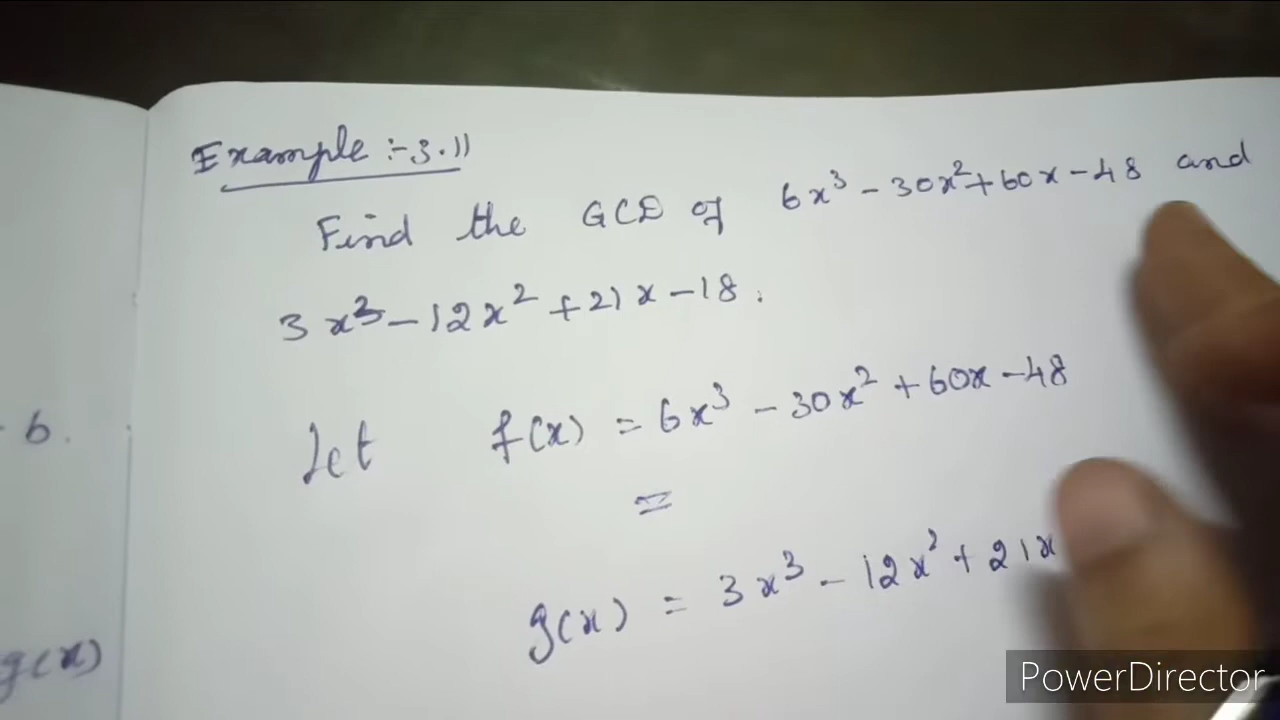 Example :- 3.11
Find the GCD of 6x³ - 30x² + 60x - 48 and
3x³ - 12x² + 21x - 18.
Let f(x) = 6x³ - 30x² + 60x - 48
=
g(x) = 3x³ - 12x² + 21x
- 6.
g(x)
PowerDirector